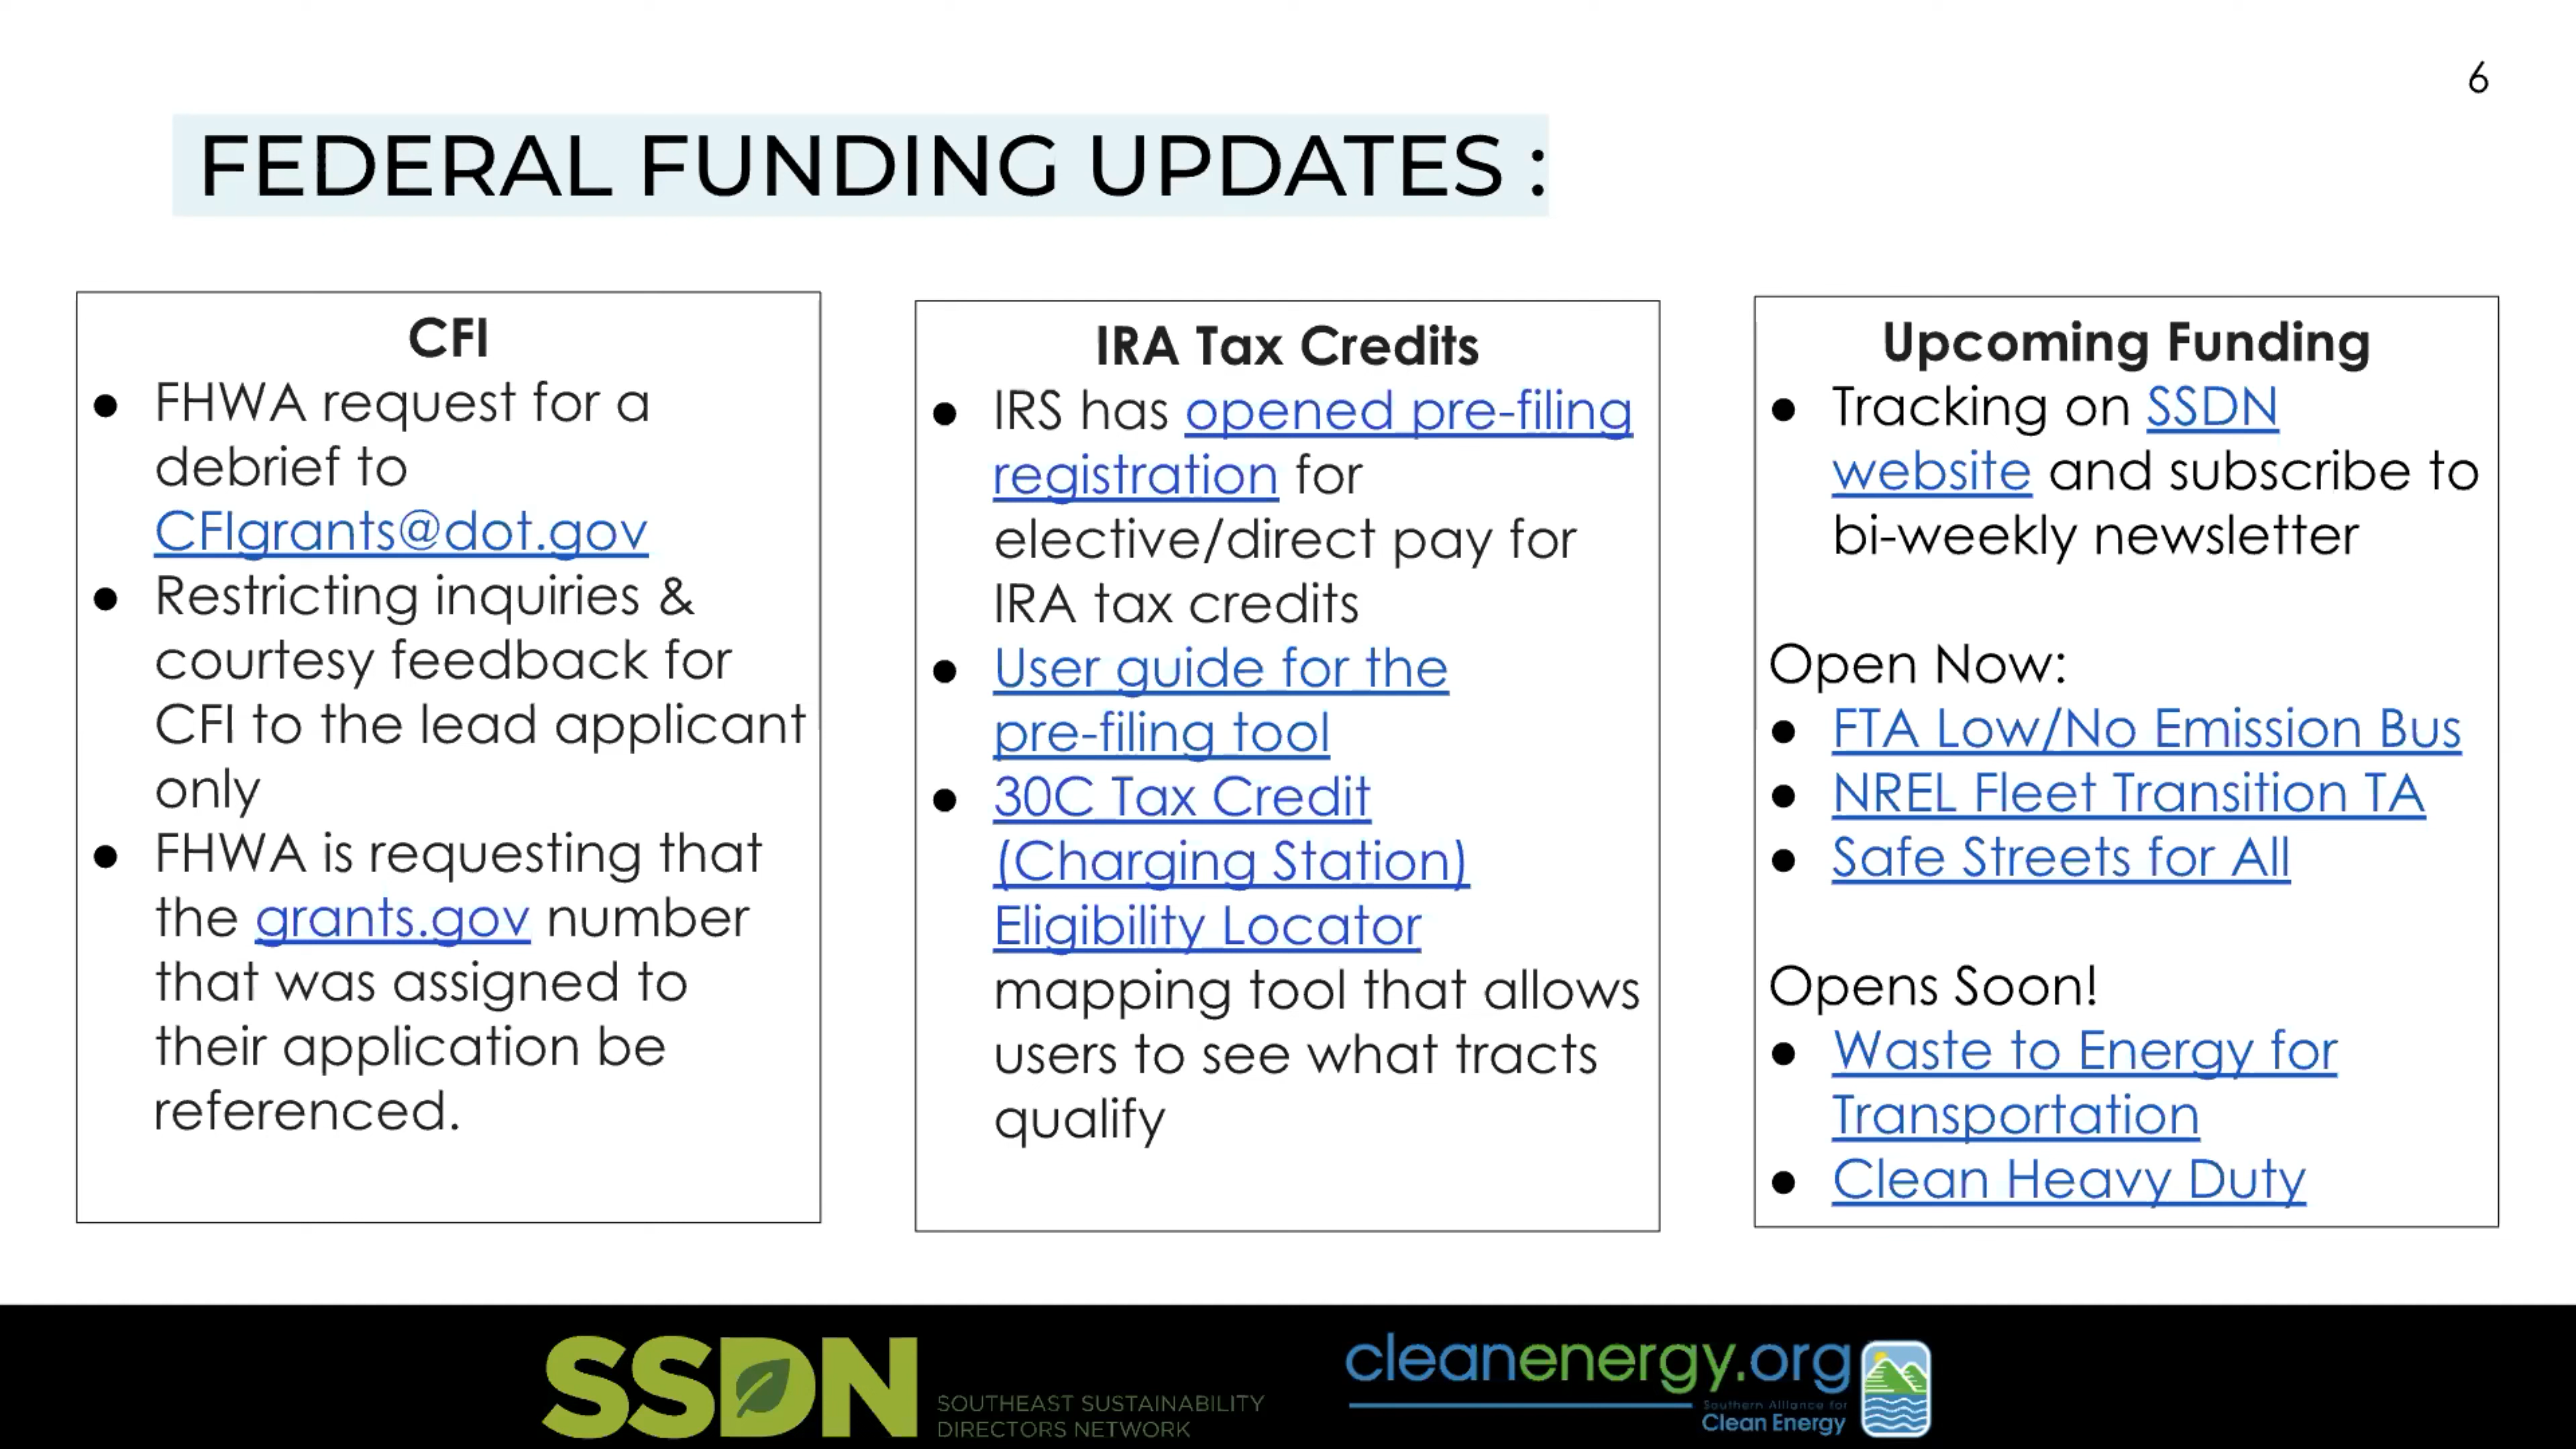 6
FEDERAL FUNDING UPDATES :
CFI
● FHWA request for a
debrief to
CFIgrants@dot.gov
● Restricting inquiries &
courtesy feedback for
CFI to the lead applicant
only
● FHWA is requesting that
the grants.gov number
that was assigned to
their application be
referenced.
IRA Tax Credits
● IRS has opened pre-filing
registration for
elective/direct pay for
IRA tax credits
● User guide for the
pre-filing tool
● 30C Tax Credit
(Charging Station)
Eligibility Locator
mapping tool that allows
users to see what tracts
qualify
Upcoming Funding
● Tracking on SSDN
website and subscribe to
bi-weekly newsletter
Open Now:
● FTA Low/No Emission Bus
● NREL Fleet Transition TA
● Safe Streets for All
Opens Soon!
● Waste to Energy for
Transportation
● Clean Heavy Duty
SSDN
SOUTHEAST SUSTAINABILITY
DIRECTORS NETWORK
cleanenergy.org
Southern Alliance for
Clean Energy